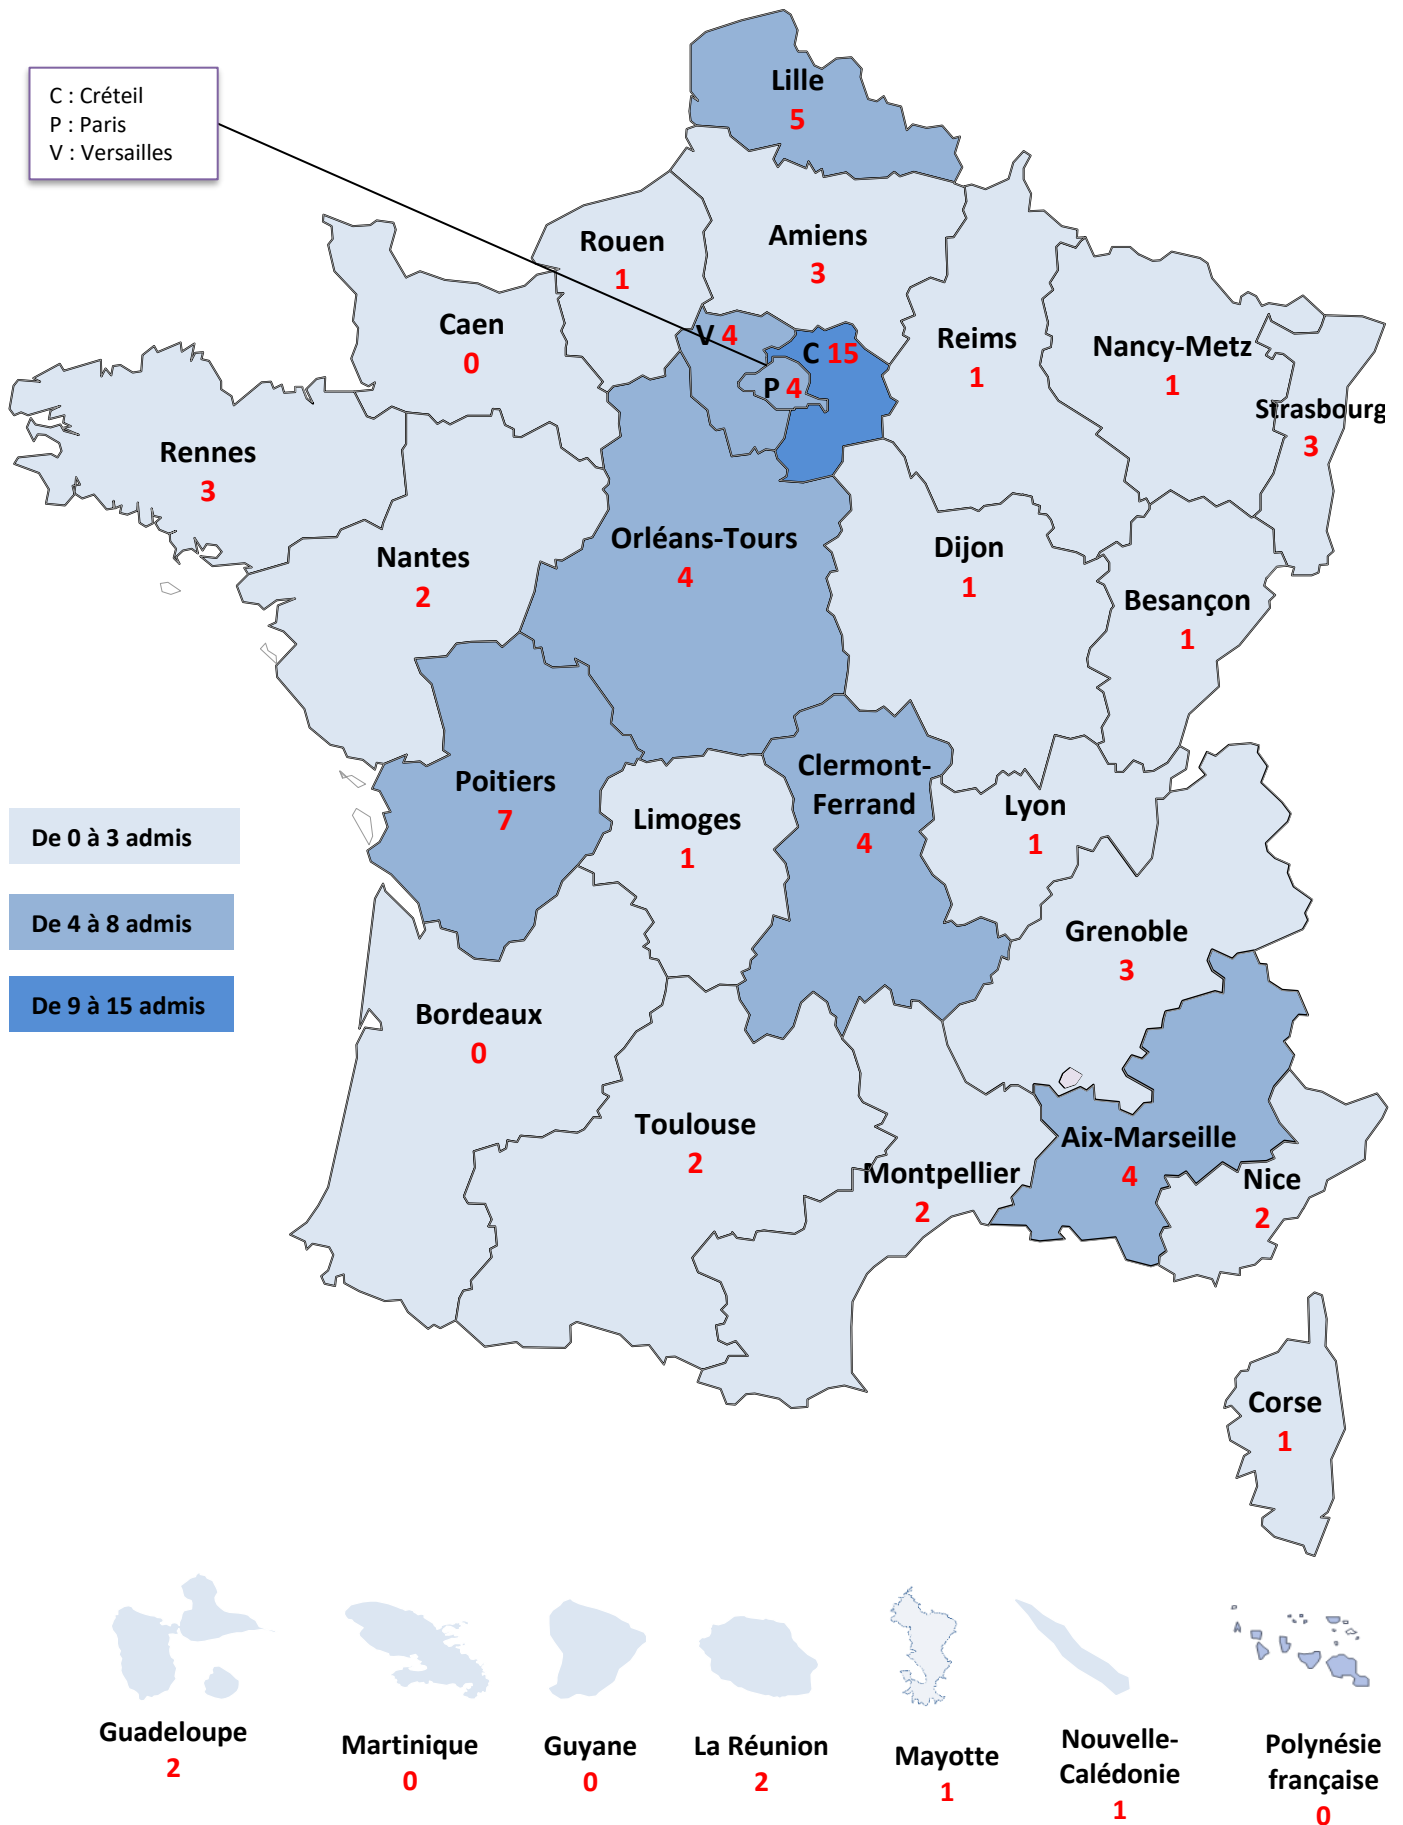 C : Créteil
P : Paris
V : Versailles
Lille
5
Rouen
1
Amiens
3
Caen
0
V 4
C 15
P 4
Reims
1
Nancy-Metz
1
Strasbourg
3
Rennes
3
Nantes
2
Orléans-Tours
4
Dijon
1
Besançon
1
Poitiers
7
Limoges
1
Clermont-
Ferrand
4
Lyon
1
Grenoble
3
De 0 à 3 admis
De 4 à 8 admis
De 9 à 15 admis
Bordeaux
0
Toulouse
2
Montpellier
2
Aix-Marseille
4
Nice
2
Corse
1
Guadeloupe
2
Martinique
0
Guyane
0
La Réunion
2
Mayotte
1
Nouvelle-
Calédonie
1
Polynésie
française
0